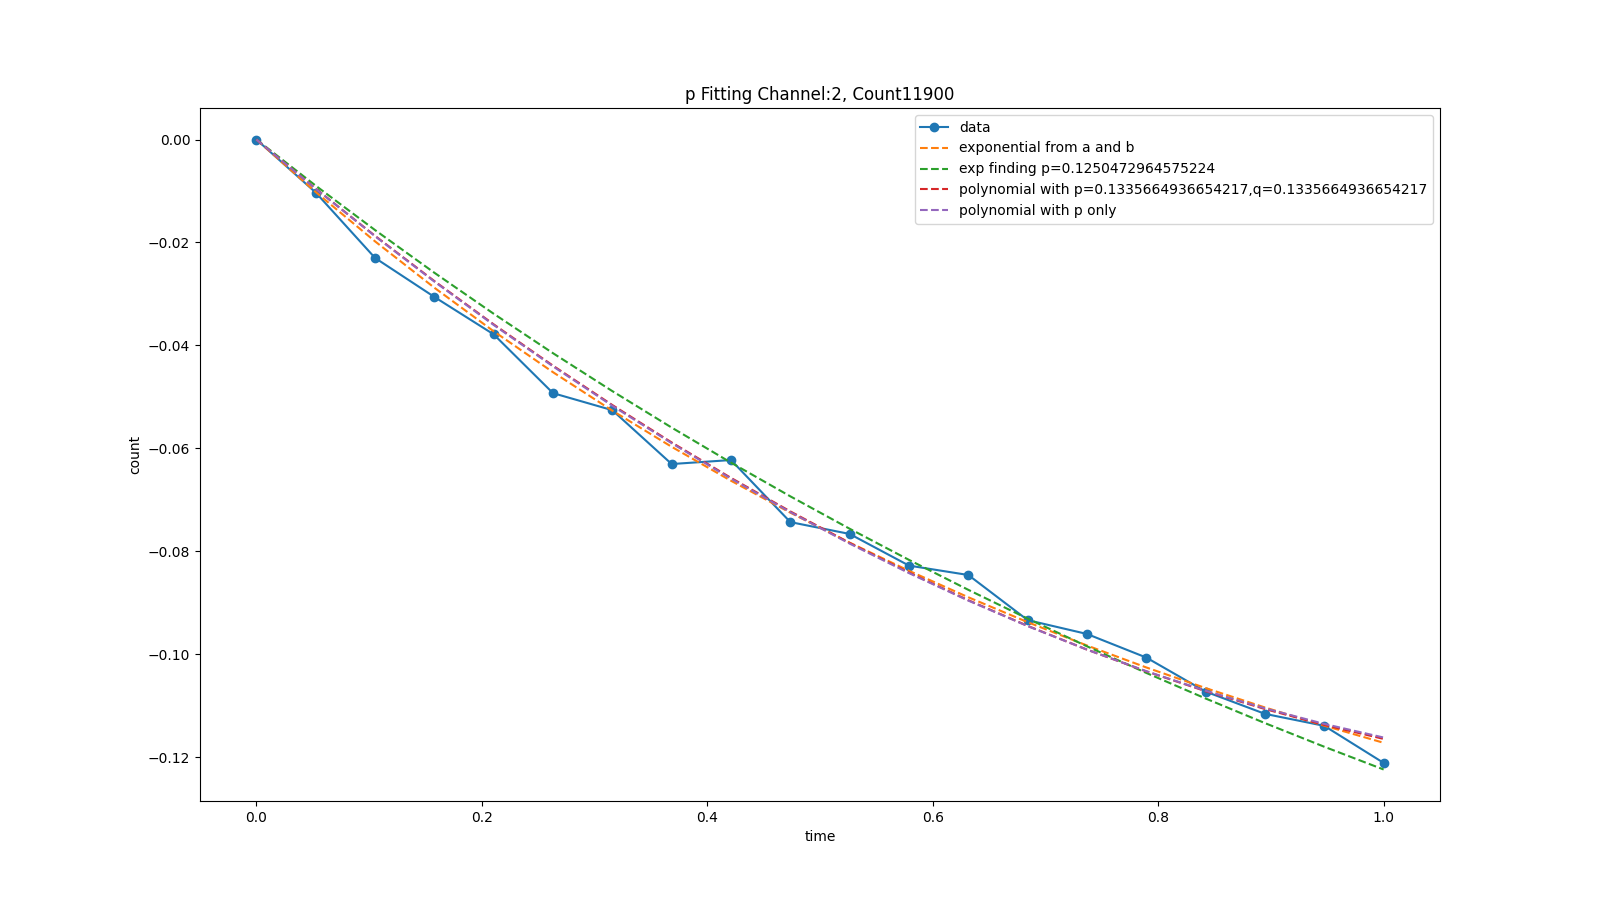 p Fitting Channel:2, Count11900
data
exponential from a and b
exp finding p=0.1250472964575224
polynomial with p=0.1335664936654217,q=0.1335664936654217
polynomial with p only
count
0.00
−0.02
−0.04
−0.06
−0.08
−0.10
−0.12
0.0 0.2 0.4 0.6 0.8 1.0
time